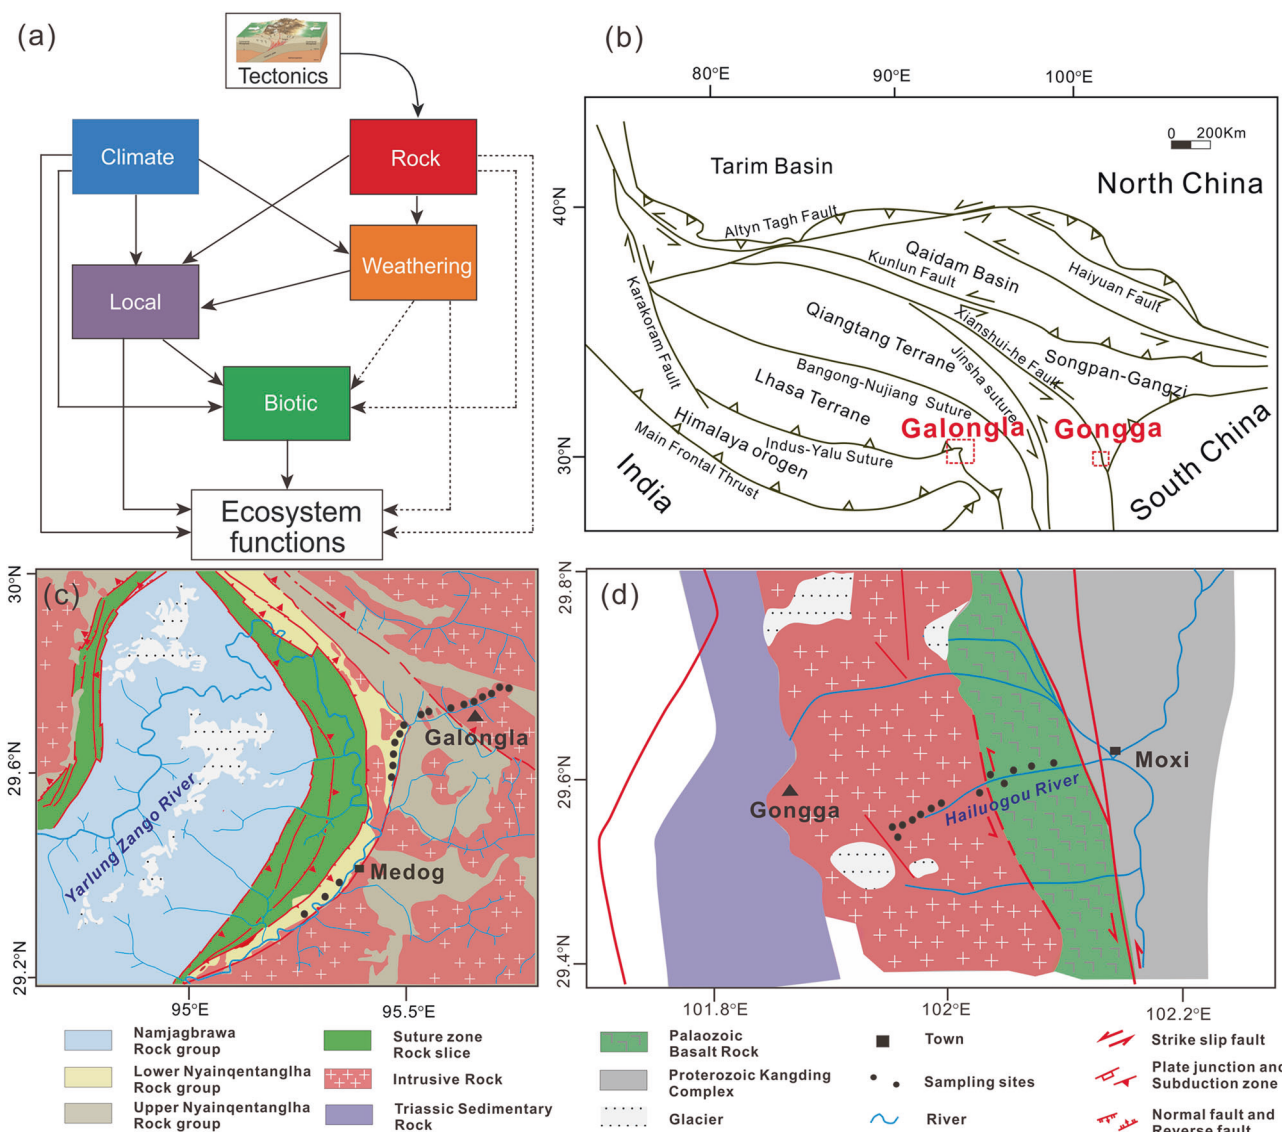 (a)
Tectonics
Climate
Rock
Weathering
Local
Biotic
Ecosystem
functions
(b)
80°E
90°E
100°E
0 200Km
40°N
30°N
Tarim Basin
North China
Altyn Tagh Fault
Qaidam Basin
Kunlun Fault
Haiyuan Fault
Karakoram Fault
Qiangtang Terrane
Xianshui-he Fault
Songpan-Gangzi
Jinsha suture
Bangong-Nujiang Suture
Lhasa Terrane
Galongla
Gongga
Himalaya orogen
Indus-Yalu Suture
Main Frontal Thrust
India
South China
(c)
30°N
29.6°N
29.2°N
Galongla
Yarlung Zango River
Medog
95°E
95.5°E
(d)
29.8°N
29.6°N
29.4°N
Moxi
Gongga
Hailuogou River
101.8°E
102°E
102.2°E
Namjagbrawa
Rock group
Lower Nyainqentanglha
Rock group
Upper Nyainqentanglha
Rock group
Suture zone
Rock slice
Intrusive Rock
Triassic Sedimentary
Rock
Palaozoic
Basalt Rock
Proterozoic Kangding
Complex
Glacier
Town
Sampling sites
River
Strike slip fault
Plate junction and
Subduction zone
Normal fault and
Reverse fault